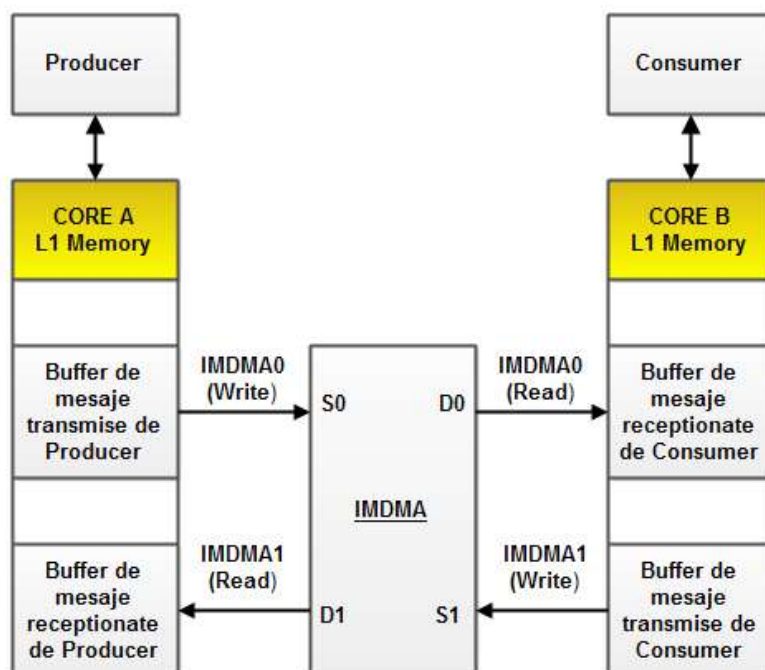 Producer
Consumer
CORE A
L1 Memory
CORE B
L1 Memory
Buffer de
mesaje
transmise de
Producer
IMDMA0
(Write)
S0
D0
IMDMA0
(Read)
Buffer de
mesaje
receptionate
de Consumer
IMDMA
Buffer de
mesaje
receptionate
de Producer
IMDMA1
(Read)
D1
S1
IMDMA1
(Write)
Buffer de
mesaje
transmise de
Consumer